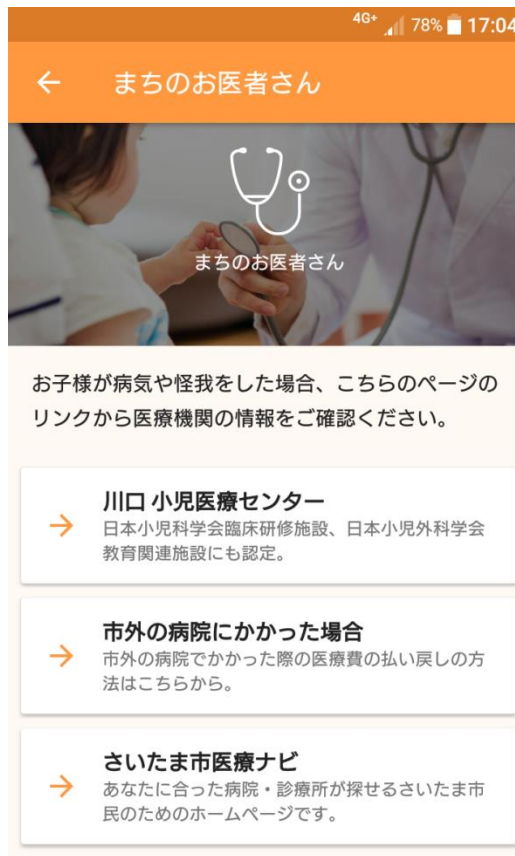 4G+ 78% 17:04
まちのお医者さん
まちのお医者さん
お子様が病気や怪我をした場合、こちらのページの
リンクから医療機関の情報をご確認ください。
川口 小児医療センター
日本小児科学会臨床研修施設、日本小児外科学会
教育関連施設にも認定。
市外の病院にかかった場合
市外の病院でかかった際の医療費の払い戻しの方
法はこちらから。
さいたま市医療ナビ
あなたに合った病院・診療所が探せるさいたま市
民のためのホームページです。